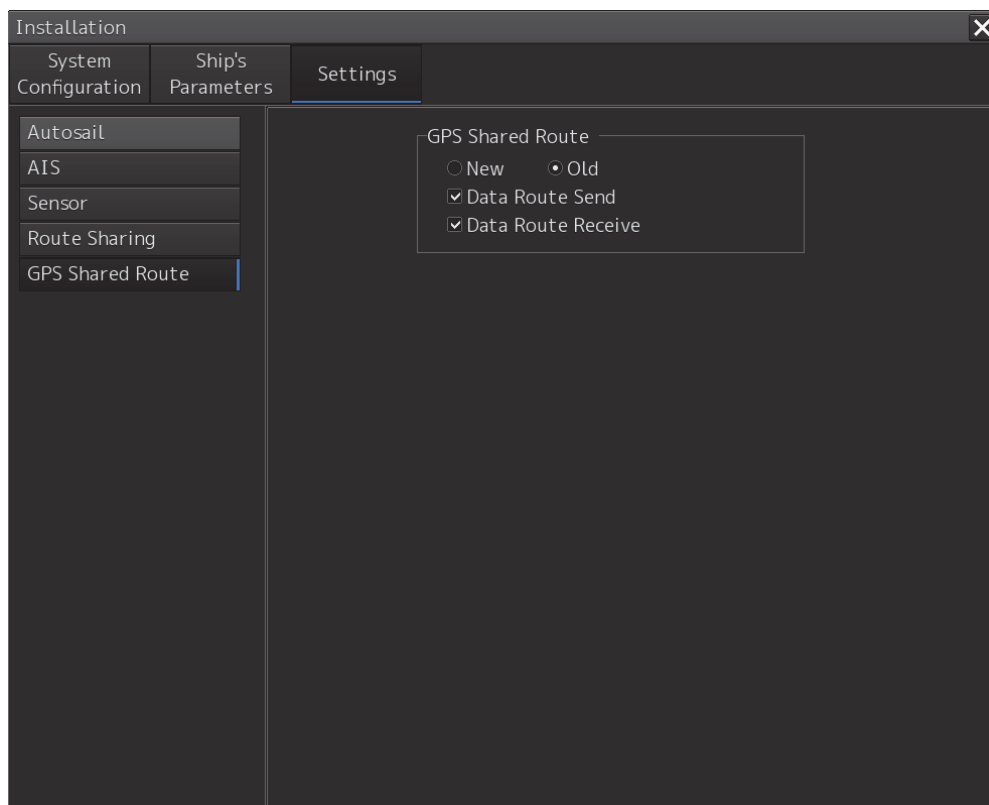 Installation
System
Configuration
Ship's
Parameters
Settings
Autosail
AIS
Sensor
Route Sharing
GPS Shared Route
GPS Shared Route
New Old
Data Route Send
Data Route Receive